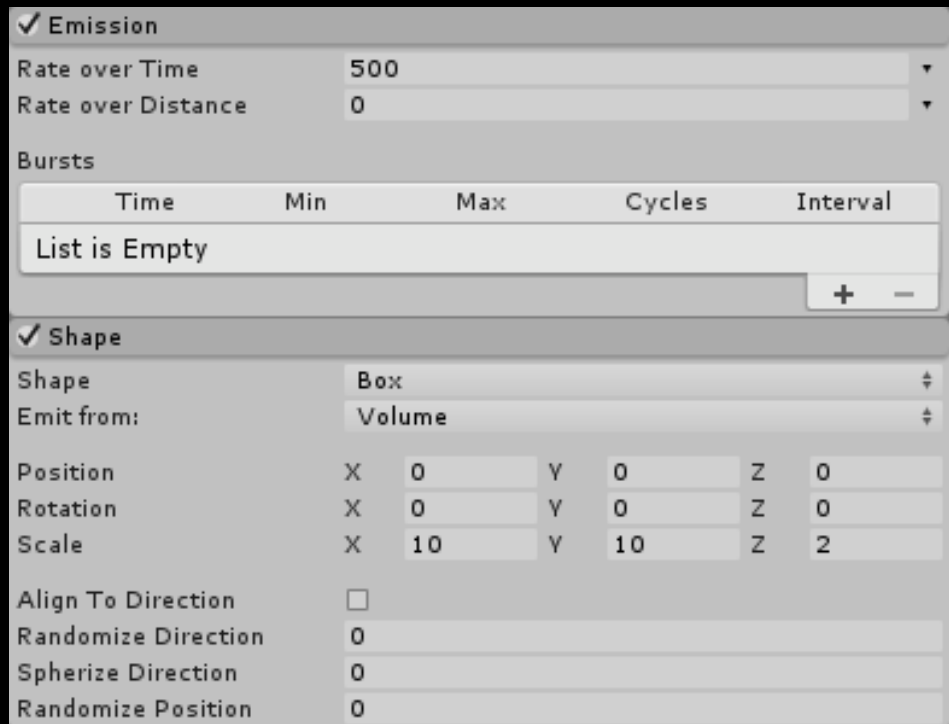 Emission
Rate over Time 500
Rate over Distance 0
Bursts
Time Min Max Cycles Interval
List is Empty
+ −
Shape
Shape Box
Emit from: Volume
Position X 0 Y 0 Z 0
Rotation X 0 Y 0 Z 0
Scale X 10 Y 10 Z 2
Align To Direction
Randomize Direction 0
Spherize Direction 0
Randomize Position 0